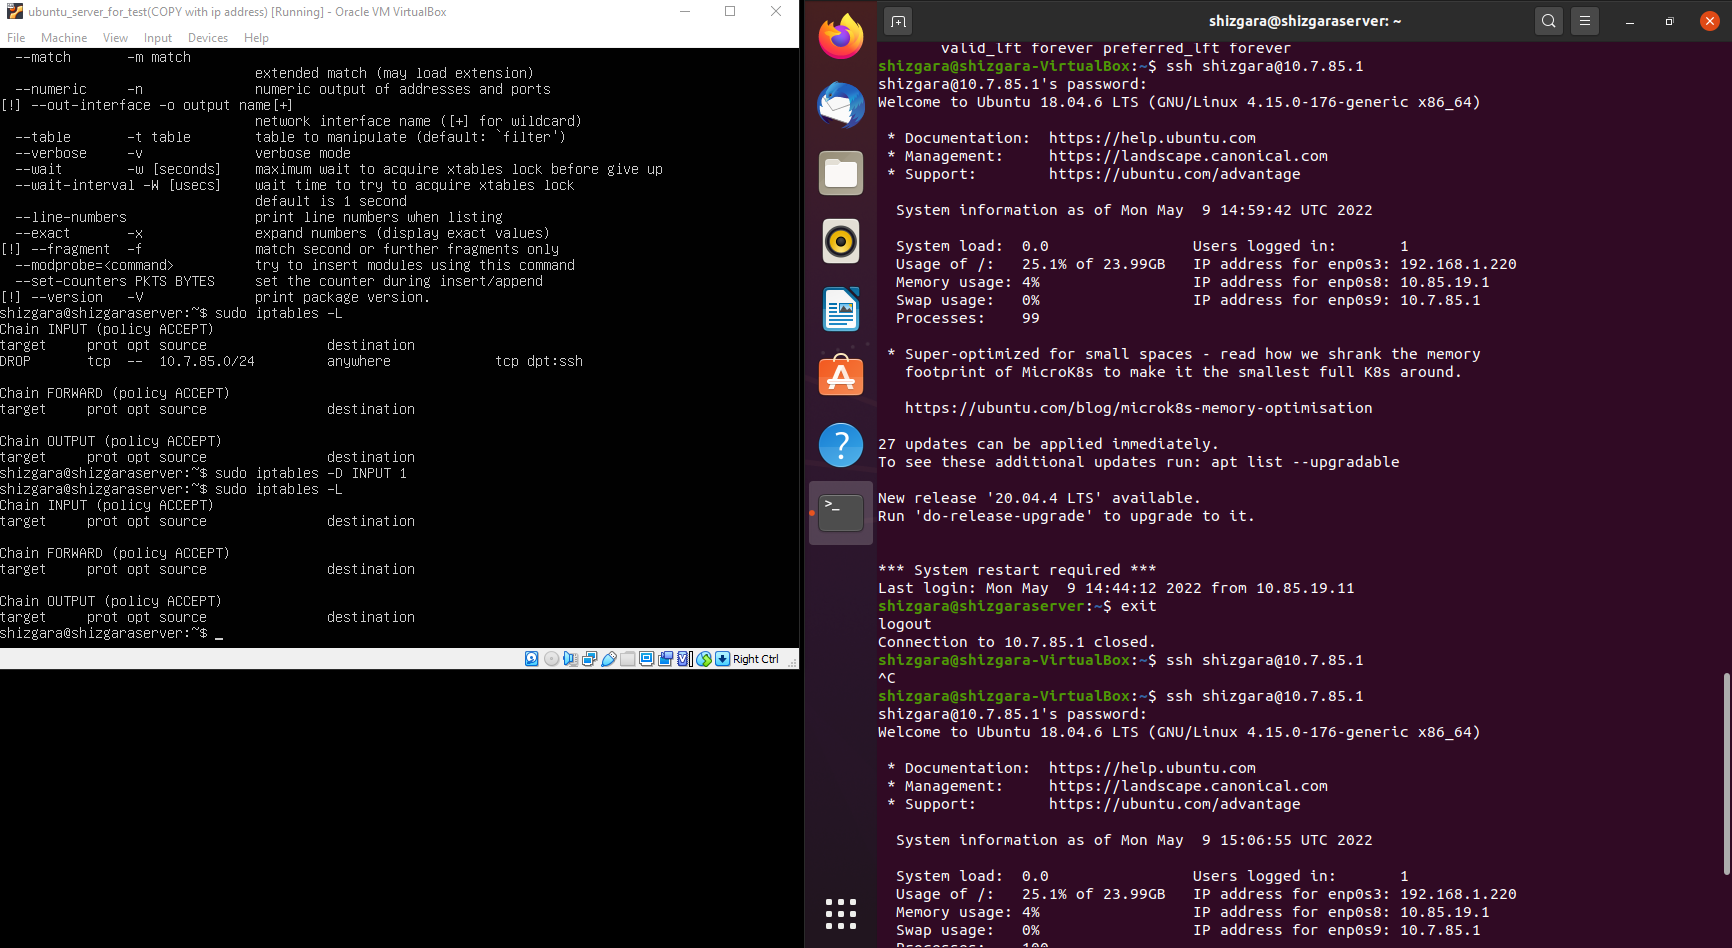 ubuntu_server_for_test(COPY with ip address) [Running] - Oracle VM VirtualBox
File Machine View Input Devices Help
--match -m match
extended match (may load extension)
--numeric -n numeric output of addresses and ports
[!] --out-interface -o output name[+]
network interface name ([+] for wildcard)
--table -t table table to manipulate (default: `filter')
--verbose -v verbose mode
--wait -w [seconds] maximum wait to acquire xtables lock before give up
--wait-interval -W [usecs] wait time to try to acquire xtables lock
default is 1 second
--line-numbers print line numbers when listing
--exact -x expand numbers (display exact values)
[!] --fragment -f match second or further fragments only
--modprobe=<command> try to insert modules using this command
--set-counters PKTS BYTES set the counter during insert/append
[!] --version -V print package version.
shizgara@shizgaraserver:~$ sudo iptables -L
Chain INPUT (policy ACCEPT)
target prot opt source destination
DROP tcp -- 10.7.85.0/24 anywhere tcp dpt:ssh
Chain FORWARD (policy ACCEPT)
target prot opt source destination
Chain OUTPUT (policy ACCEPT)
target prot opt source destination
shizgara@shizgaraserver:~$ sudo iptables -D INPUT 1
shizgara@shizgaraserver:~$ sudo iptables -L
Chain INPUT (policy ACCEPT)
target prot opt source destination
Chain FORWARD (policy ACCEPT)
target prot opt source destination
Chain OUTPUT (policy ACCEPT)
target prot opt source destination
shizgara@shizgaraserver:~$ _
Right Ctrl
shizgara@shizgaraserver: ~
valid_lft forever preferred_lft forever
shizgara@shizgara-VirtualBox:~$ ssh shizgara@10.7.85.1
shizgara@10.7.85.1's password:
Welcome to Ubuntu 18.04.6 LTS (GNU/Linux 4.15.0-176-generic x86_64)
* Documentation: https://help.ubuntu.com
* Management: https://landscape.canonical.com
* Support: https://ubuntu.com/advantage
System information as of Mon May 9 14:59:42 UTC 2022
System load: 0.0 Users logged in: 1
Usage of /: 25.1% of 23.99GB IP address for enp0s3: 192.168.1.220
Memory usage: 4% IP address for enp0s8: 10.85.19.1
Swap usage: 0% IP address for enp0s9: 10.7.85.1
Processes: 99
* Super-optimized for small spaces - read how we shrank the memory
footprint of MicroK8s to make it the smallest full K8s around.
https://ubuntu.com/blog/microk8s-memory-optimisation
27 updates can be applied immediately.
To see these additional updates run: apt list --upgradable
New release '20.04.4 LTS' available.
Run 'do-release-upgrade' to upgrade to it.
*** System restart required ***
Last login: Mon May 9 14:44:12 2022 from 10.85.19.11
shizgara@shizgaraserver:~$ exit
logout
Connection to 10.7.85.1 closed.
shizgara@shizgara-VirtualBox:~$ ssh shizgara@10.7.85.1
^C
shizgara@shizgara-VirtualBox:~$ ssh shizgara@10.7.85.1
shizgara@10.7.85.1's password:
Welcome to Ubuntu 18.04.6 LTS (GNU/Linux 4.15.0-176-generic x86_64)
* Documentation: https://help.ubuntu.com
* Management: https://landscape.canonical.com
* Support: https://ubuntu.com/advantage
System information as of Mon May 9 15:06:55 UTC 2022
System load: 0.0 Users logged in: 1
Usage of /: 25.1% of 23.99GB IP address for enp0s3: 192.168.1.220
Memory usage: 4% IP address for enp0s8: 10.85.19.1
Swap usage: 0% IP address for enp0s9: 10.7.85.1
Processes: 100